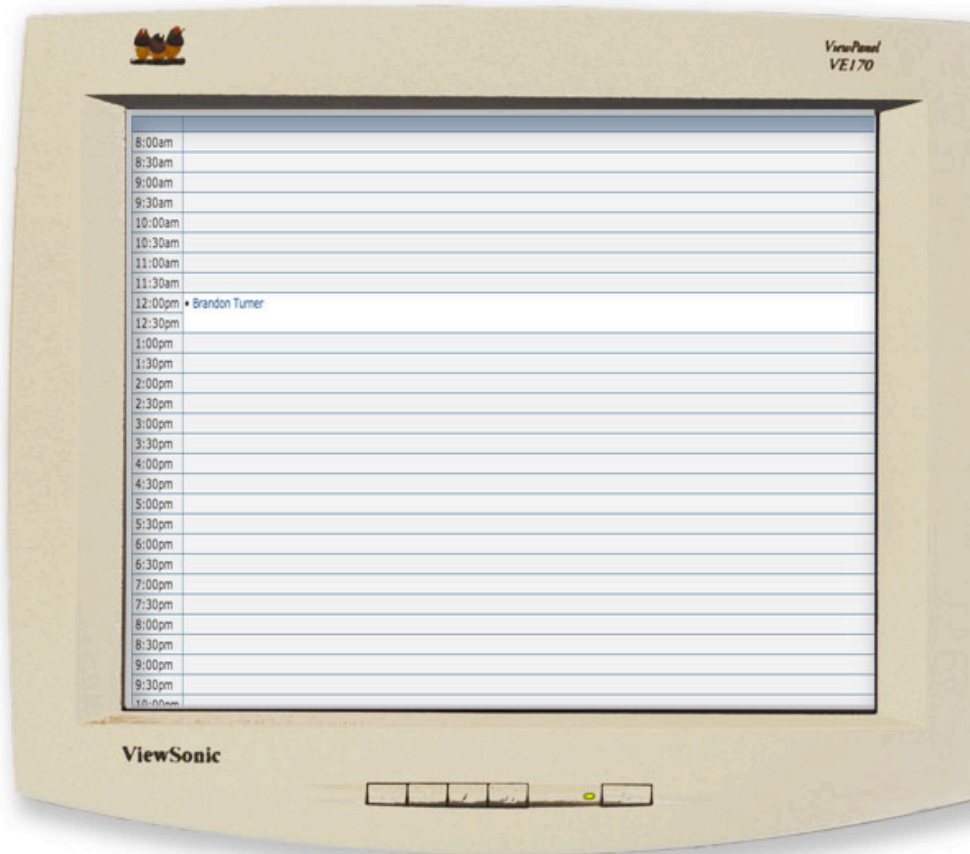 ViewPanel
VE170
8:00am
8:30am
9:00am
9:30am
10:00am
10:30am
11:00am
11:30am
12:00pm • Brandon Turner
12:30pm
1:00pm
1:30pm
2:00pm
2:30pm
3:00pm
3:30pm
4:00pm
4:30pm
5:00pm
5:30pm
6:00pm
6:30pm
7:00pm
7:30pm
8:00pm
8:30pm
9:00pm
9:30pm
10:00pm
ViewSonic